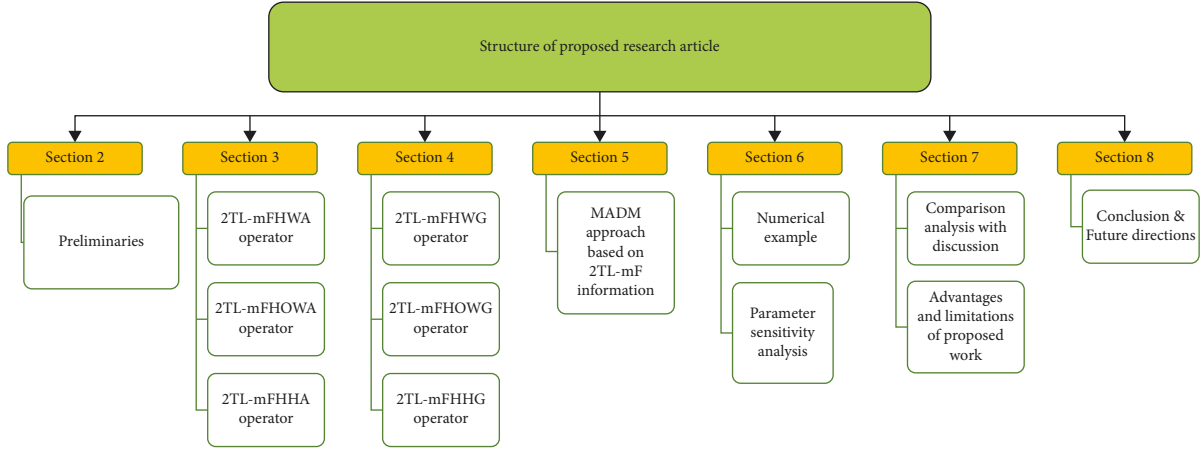 Structure of proposed research article
Section 2
Preliminaries
Section 3
2TL-mFHWA
operator
2TL-mFHOWA
operator
2TL-mFHHA
operator
Section 4
2TL-mFHWG
operator
2TL-mFHOWG
operator
2TL-mFHHG
operator
Section 5
MADM
approach
based on
2TL-mF
information
Section 6
Numerical
example
Parameter
sensitivity
analysis
Section 7
Comparison
analysis with
discussion
Advantages
and limitations
of proposed
work
Section 8
Conclusion &
Future directions